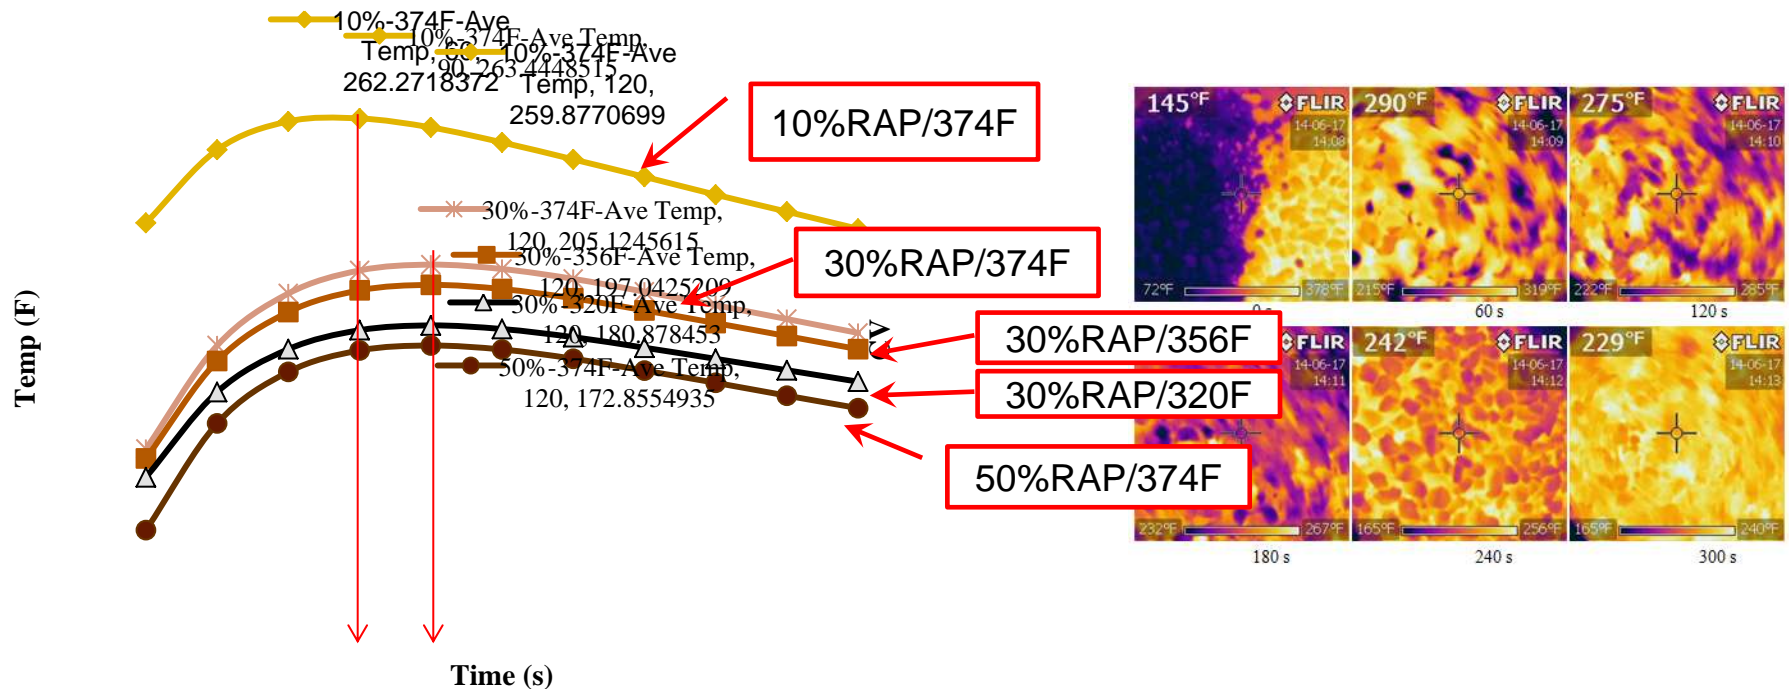 10%-374F-Ave
Temp, 60,
262.2718372
10%-374F-Ave Temp,
90, 263.4448515
10%-374F-Ave
Temp, 120,
259.8770699
10%RAP/374F
30%-374F-Ave Temp,
120, 205.1245615
30%-356F-Ave Temp,
120, 197.0425209
30%-320F-Ave Temp,
120, 180.878453
50%-374F-Ave Temp,
120, 172.8554935
30%RAP/374F
30%RAP/356F
30%RAP/320F
50%RAP/374F
Temp (F)
Time (s)
145°F
FLIR
14-06-17
14:08
72°F
378°F
290°F
FLIR
14-06-17
14:09
215°F
319°F
60 s
275°F
FLIR
14-06-17
14:10
222°F
285°F
120 s
FLIR
14-06-17
14:11
232°F
267°F
180 s
242°F
FLIR
14-06-17
14:12
165°F
256°F
240 s
229°F
FLIR
14-06-17
14:13
165°F
240°F
300 s